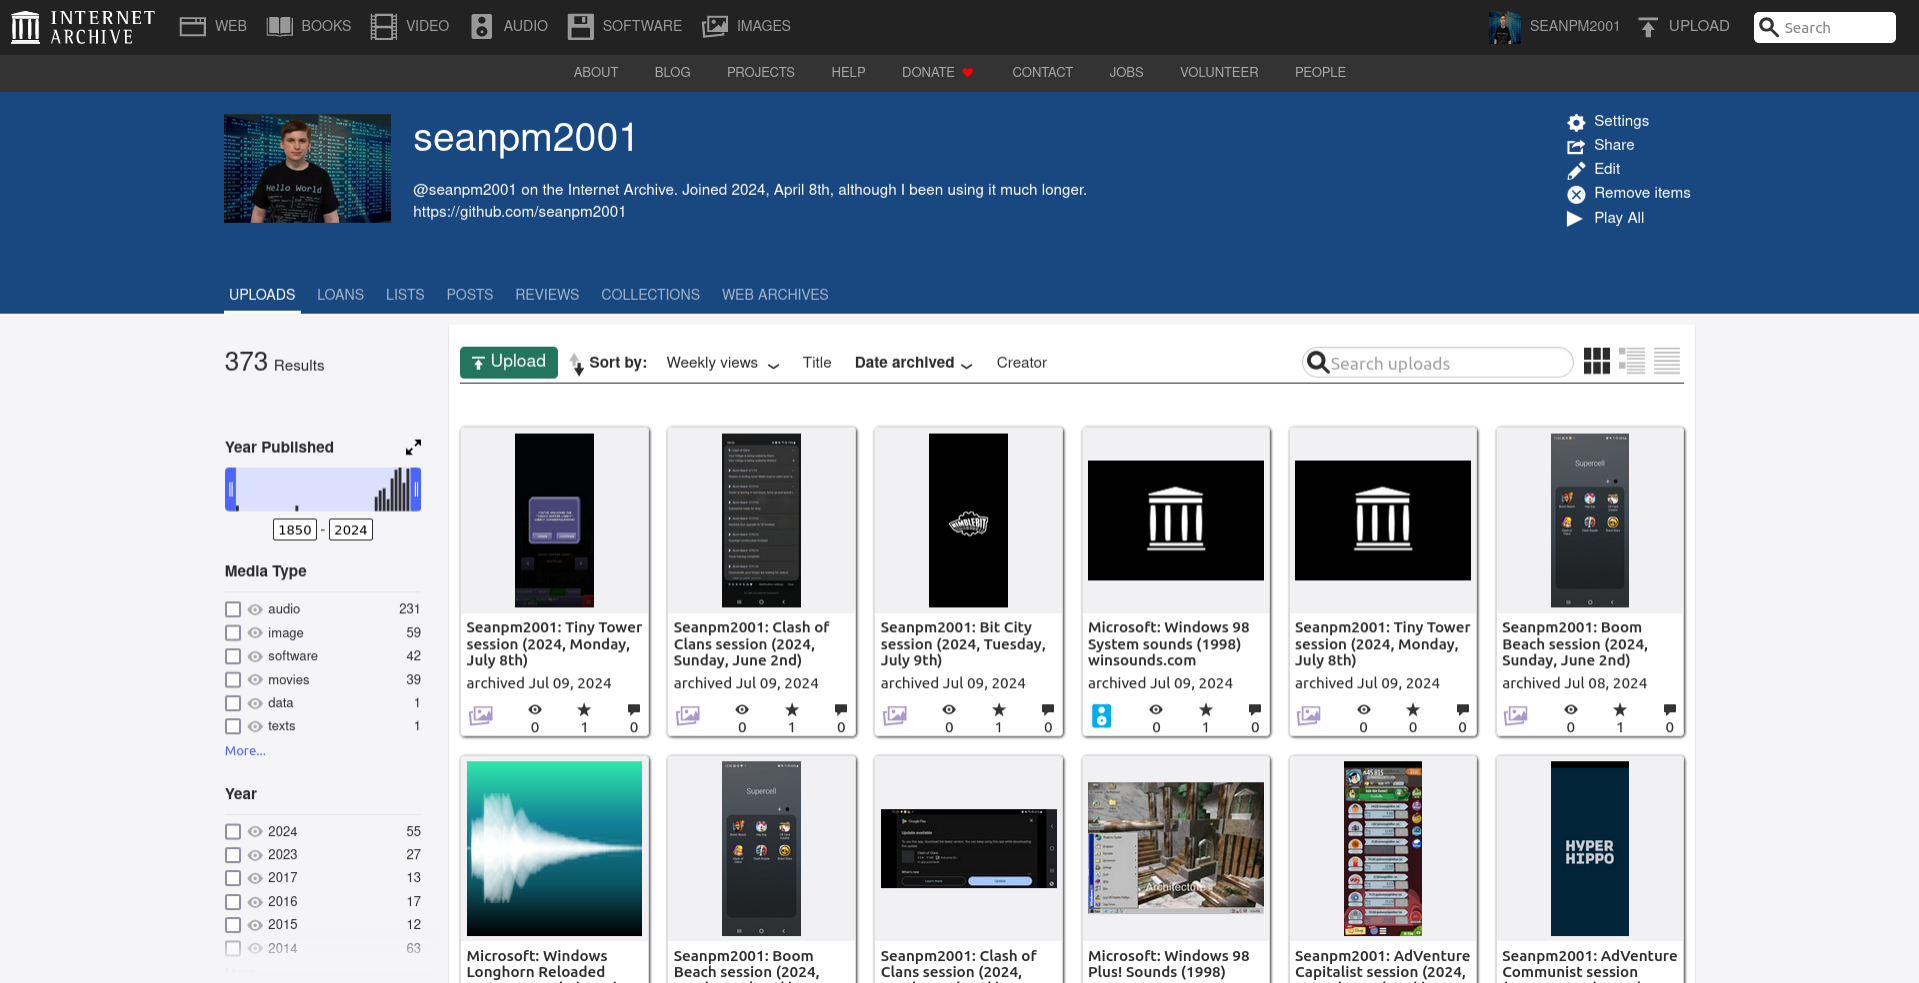 INTERNET ARCHIVE
WEB BOOKS VIDEO AUDIO SOFTWARE IMAGES
SEANPM2001 UPLOAD Search
ABOUT BLOG PROJECTS HELP DONATE CONTACT JOBS VOLUNTEER PEOPLE
Hello World
seanpm2001
@seanpm2001 on the Internet Archive. Joined 2024, April 8th, although I been using it much longer.
https://github.com/seanpm2001
Settings
Share
Edit
Remove items
Play All
UPLOADS LOANS LISTS POSTS REVIEWS COLLECTIONS WEB ARCHIVES
373 Results
Year Published
1850 - 2024
Media Type
audio 231
image 59
software 42
movies 39
data 1
texts 1
More...
Year
2024 55
2023 27
2017 13
2016 17
2015 12
2014 63
Upload Sort by: Weekly views Title Date archived Creator Search uploads
NIMBLEBIT
Supercell
Seanpm2001: Tiny Tower session (2024, Monday, July 8th)
archived Jul 09, 2024
0 1 0
Seanpm2001: Clash of Clans session (2024, Sunday, June 2nd)
archived Jul 09, 2024
0 1 0
Seanpm2001: Bit City session (2024, Tuesday, July 9th)
archived Jul 09, 2024
0 1 0
Microsoft: Windows 98 System sounds (1998) winsounds.com
archived Jul 09, 2024
0 1 0
Seanpm2001: Tiny Tower session (2024, Monday, July 8th)
archived Jul 09, 2024
0 0 0
Seanpm2001: Boom Beach session (2024, Sunday, June 2nd)
archived Jul 08, 2024
0 1 0
Microsoft: Windows Longhorn Reloaded
Supercell
Seanpm2001: Boom Beach session (2024,
Google Play
Update available
Seanpm2001: Clash of Clans session (2024,
Architecture
Microsoft: Windows 98 Plus! Sounds (1998)
Seanpm2001: AdVenture Capitalist session (2024,
HYPER HIPPO
Seanpm2001: AdVenture Communist session